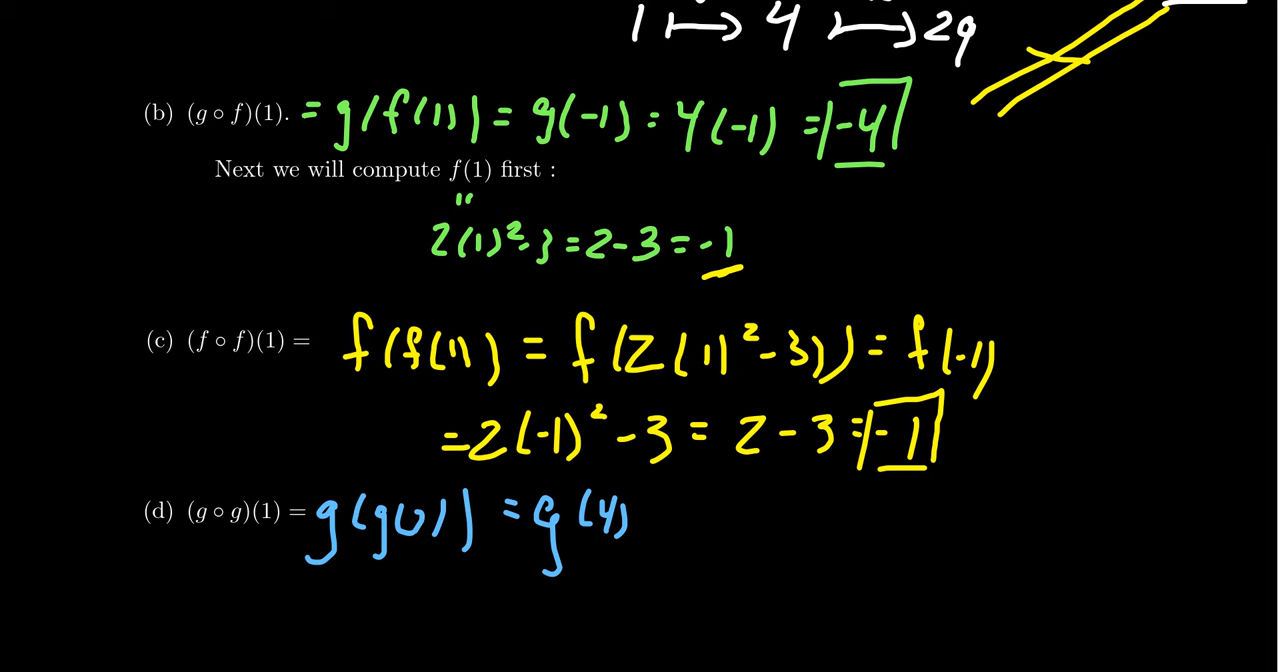 1 ↦ 4 ↦ 29
(b) (g ∘ f)(1). = g(f(1)) = g(-1) = 4(-1) = -4
Next we will compute f(1) first :
"
2(1)² - 3 = 2 - 3 = -1
(c) (f ∘ f)(1) = f(f(1)) = f(2(1)² - 3)) = f(-1)
= 2(-1)² - 3 = 2 - 3 = -1
(d) (g ∘ g)(1) = g(g(1)) = g(4)